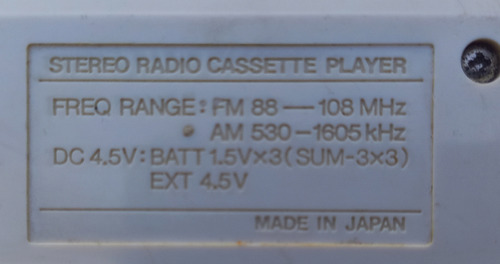 STEREO RADIO CASSETTE PLAYER
FREQ RANGE: FM 88—108 MHz
• AM 530-1605 kHz
DC 4.5V: BATT 1.5V×3(SUM-3×3)
EXT 4.5V
MADE IN JAPAN